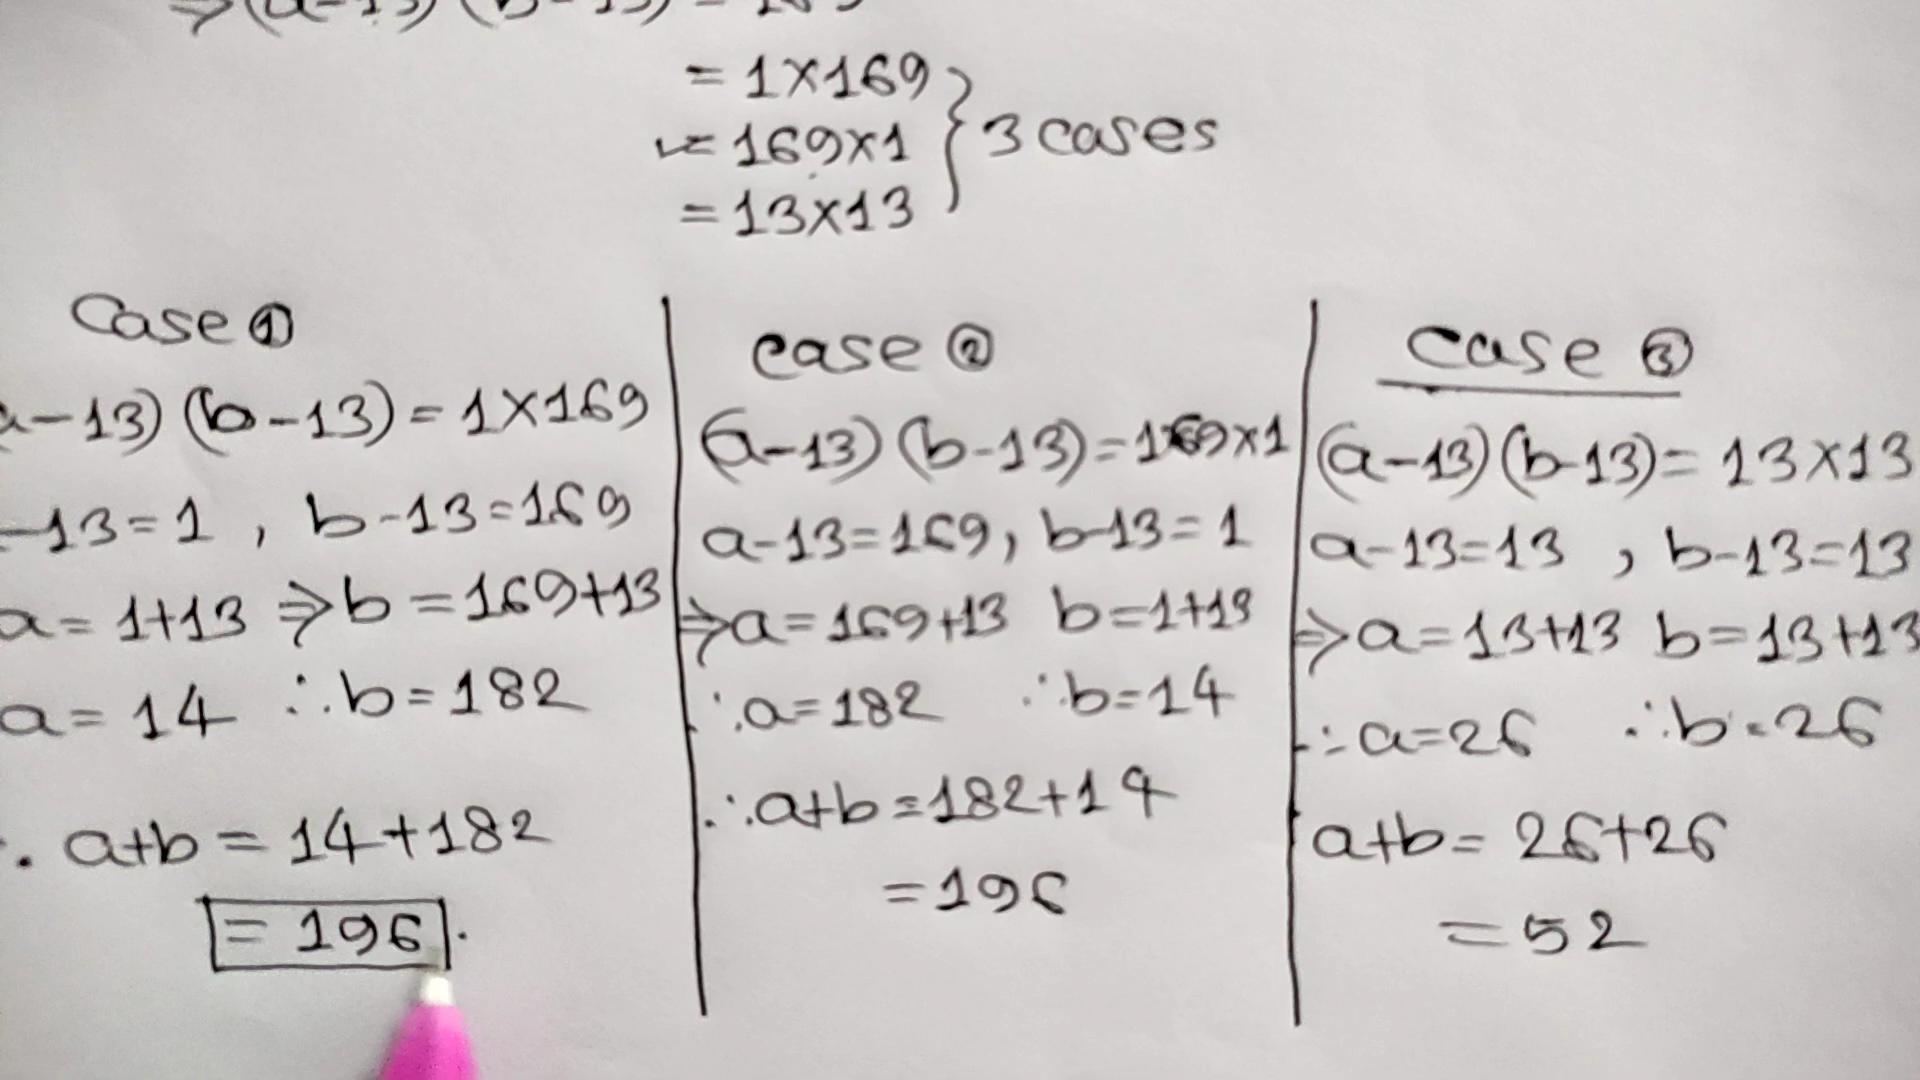 ⇒(a-13)(b-13)=169
=1×169
=169×1 } 3 cases
=13×13
Case ①
a-13)(b-13)=1×169
-13=1 , b-13=169
a=1+13 ⇒b=169+13
a=14 ∴b=182
∴ a+b=14+182
=196.
case ②
(a-13)(b-13)=169×1
a-13=169, b-13=1
⇒a=169+13 b=1+13
∴a=182 ∴b=14
∴a+b=182+14
=196
case ③
(a-13)(b-13)=13×13
a-13=13 , b-13=13
⇒a=13+13 b=13+13
∴a=26 ∴b=26
a+b=26+26
=52